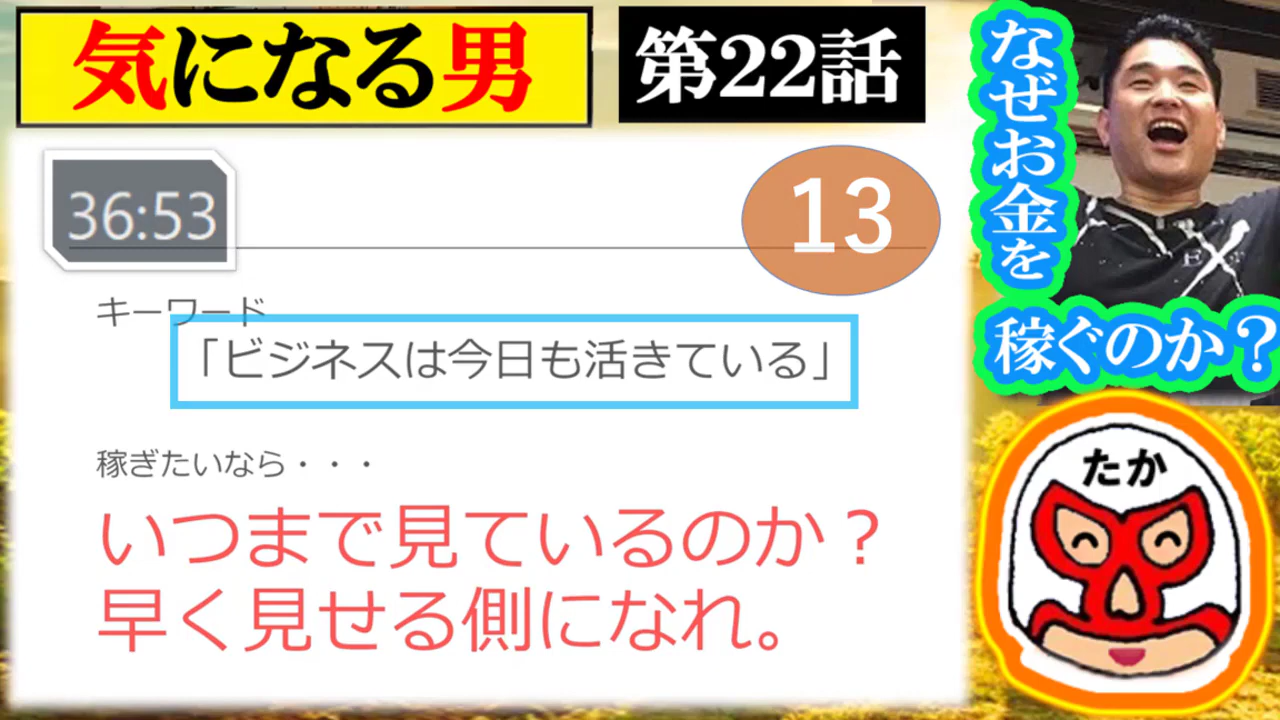 気になる男
第22話
36:53
13
キーワード
「ビジネスは今日も活きている」
稼ぎたいなら・・・
いつまで見ているのか？
早く見せる側になれ。
なぜお金を
稼ぐのか？
たか